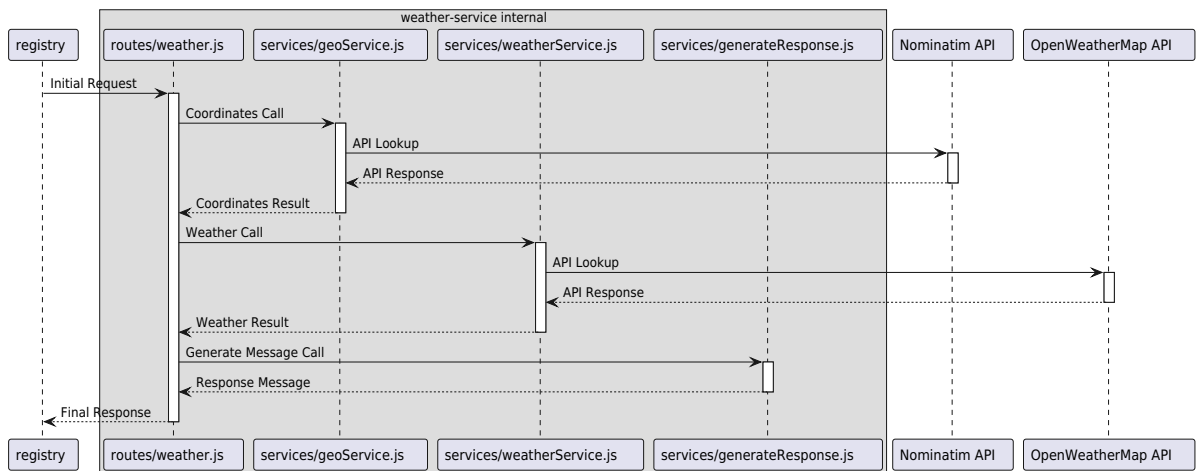 weather-service internal
registry
routes/weather.js
services/geoService.js
services/weatherService.js
services/generateResponse.js
Nominatim API
OpenWeatherMap API
Initial Request
Coordinates Call
API Lookup
API Response
Coordinates Result
Weather Call
API Lookup
API Response
Weather Result
Generate Message Call
Response Message
Final Response
registry
routes/weather.js
services/geoService.js
services/weatherService.js
services/generateResponse.js
Nominatim API
OpenWeatherMap API